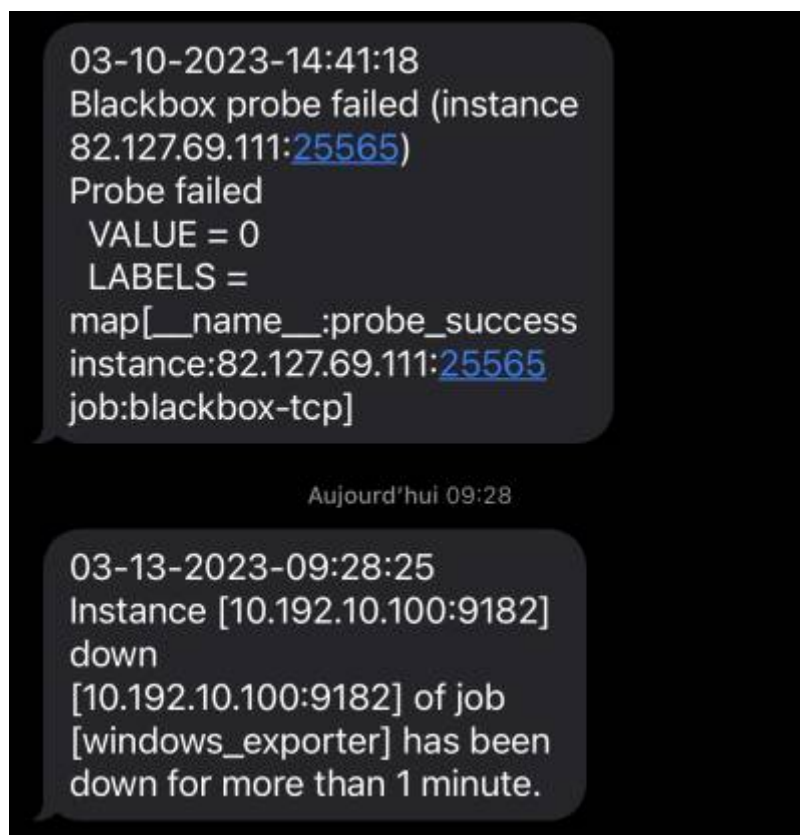 03-10-2023-14:41:18
Blackbox probe failed (instance
82.127.69.111:25565)
Probe failed
VALUE = 0
LABELS =
map[__name__:probe_success
instance:82.127.69.111:25565
job:blackbox-tcp]
Aujourd'hui 09:28
03-13-2023-09:28:25
Instance [10.192.10.100:9182]
down
[10.192.10.100:9182] of job
[windows_exporter] has been
down for more than 1 minute.